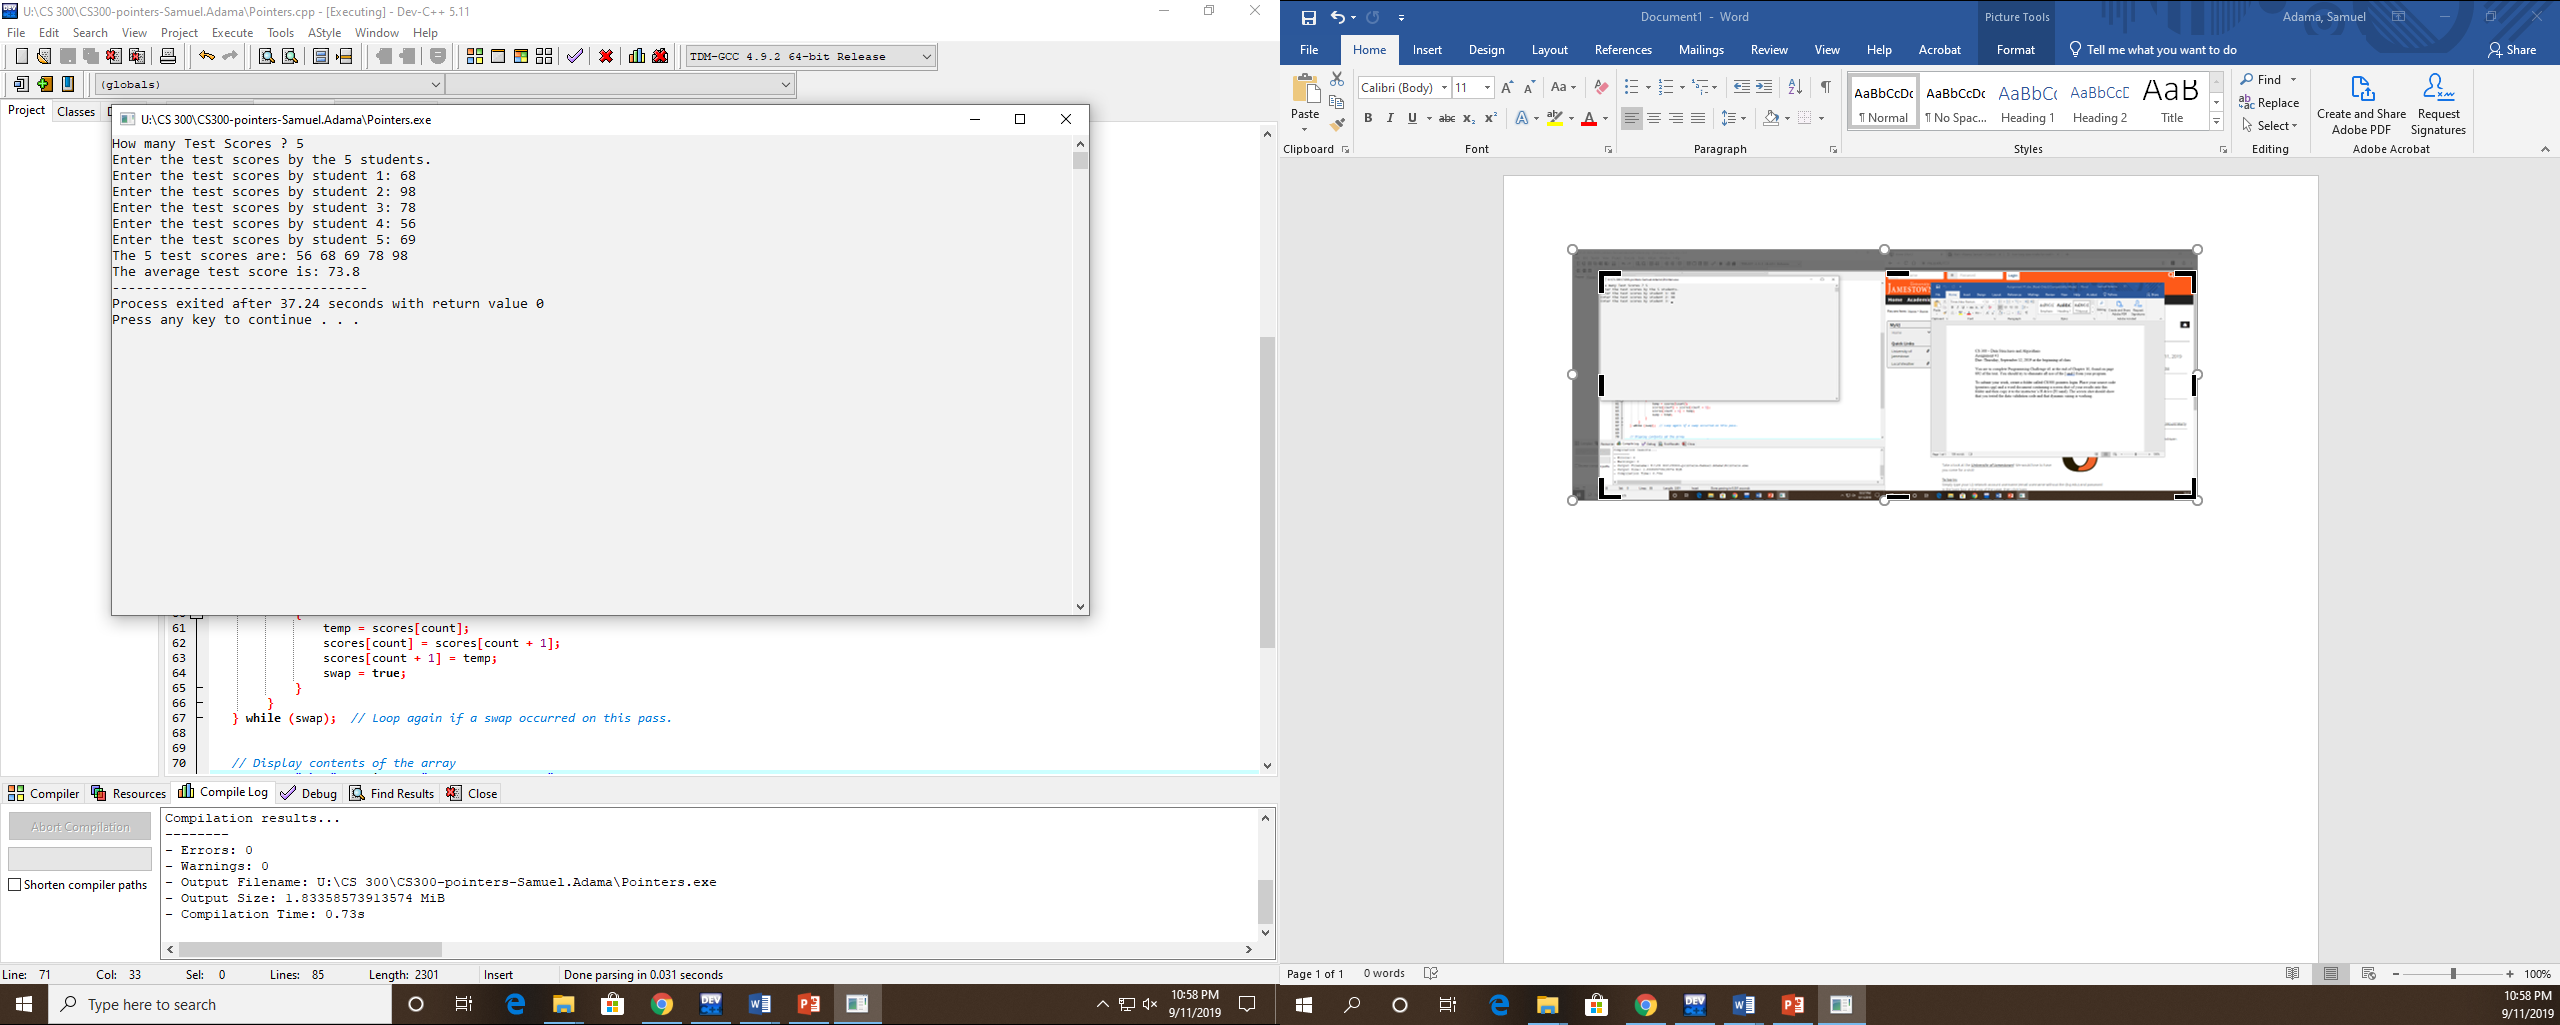 U:\CS 300\CS300-pointers-Samuel.Adama\Pointers.cpp - [Executing] - Dev-C++ 5.11
File Edit Search View Project Execute Tools AStyle Window Help
TDM-GCC 4.9.2 64-bit Release
(globals)
Project Classes
U:\CS 300\CS300-pointers-Samuel.Adama\Pointers.exe
How many Test Scores ? 5
Enter the test scores by the 5 students.
Enter the test scores by student 1: 68
Enter the test scores by student 2: 98
Enter the test scores by student 3: 78
Enter the test scores by student 4: 56
Enter the test scores by student 5: 69
The 5 test scores are: 56 68 69 78 98
The average test score is: 73.8
--------------------------------
Process exited after 37.24 seconds with return value 0
Press any key to continue . . .
61 temp = scores[count];
62 scores[count] = scores[count + 1];
63 scores[count + 1] = temp;
64 swap = true;
65 }
66 }
67 } while (swap); // Loop again if a swap occurred on this pass.
68
69
70 // Display contents of the array
Compiler Resources Compile Log Debug Find Results Close
Abort Compilation
Shorten compiler paths
Compilation results...
--------
- Errors: 0
- Warnings: 0
- Output Filename: U:\CS 300\CS300-pointers-Samuel.Adama\Pointers.exe
- Output Size: 1.83358573913574 MiB
- Compilation Time: 0.73s
Line: 71 Col: 33 Sel: 0 Lines: 85 Length: 2301 Insert Done parsing in 0.031 seconds
Type here to search
10:58 PM
9/11/2019
Document1 - Word
Picture Tools
Adama, Samuel
File Home Insert Design Layout References Mailings Review View Help Acrobat Format Tell me what you want to do Share
Paste
Clipboard
Calibri (Body) 11
Font
Paragraph
AaBbCcDc AaBbCcDc AaBbCc AaBbCcD AaB
¶ Normal ¶ No Spac... Heading 1 Heading 2 Title
Styles
Find
Replace
Select
Editing
Create and Share Adobe PDF
Request Signatures
Adobe Acrobat
Page 1 of 1 0 words
100%
10:58 PM
9/11/2019